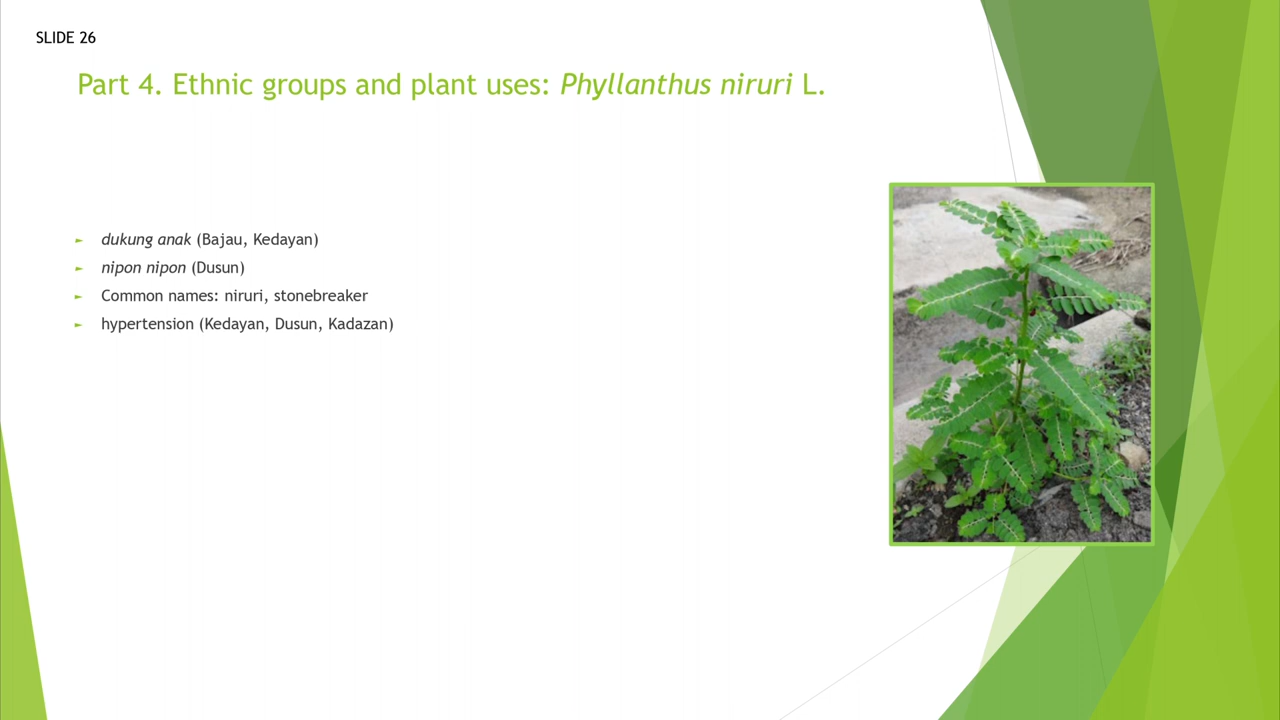 SLIDE 26
Part 4. Ethnic groups and plant uses: Phyllanthus niruri L.
dukung anak (Bajau, Kedayan)
nipon nipon (Dusun)
Common names: niruri, stonebreaker
hypertension (Kedayan, Dusun, Kadazan)